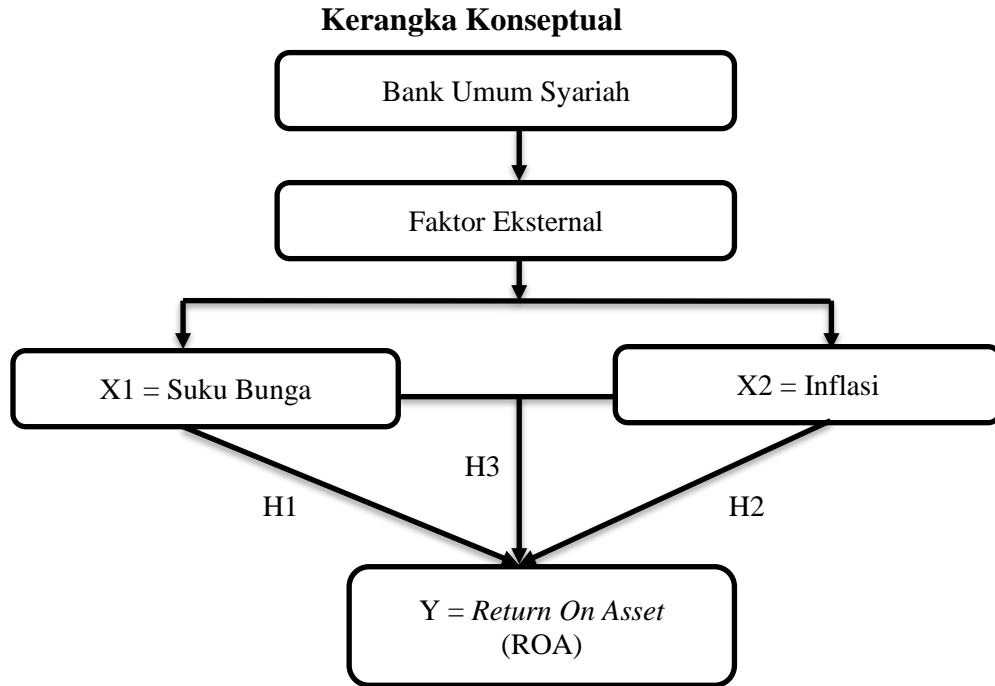 Kerangka Konseptual
Bank Umum Syariah
Faktor Eksternal
X1 = Suku Bunga
X2 = Inflasi
H3
H1
H2
Y = Return On Asset
(ROA)